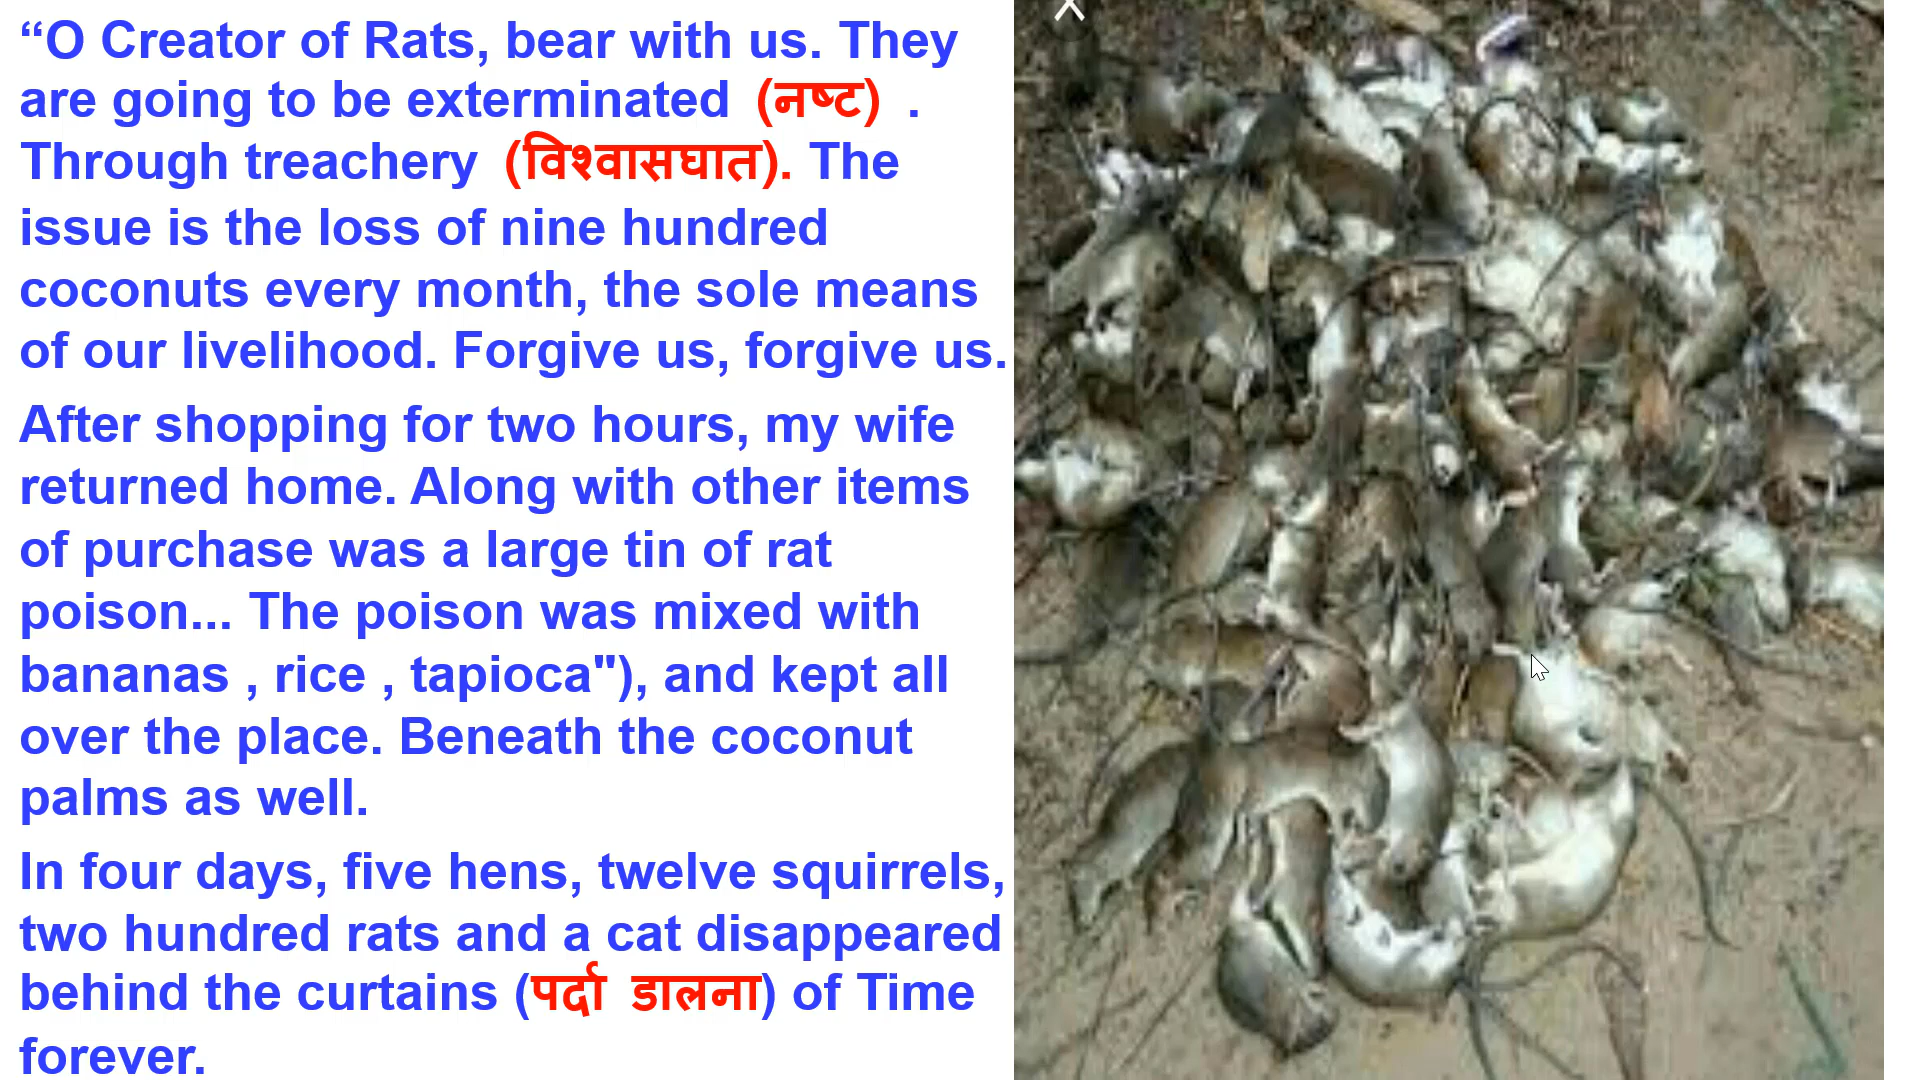 “O Creator of Rats, bear with us. They
are going to be exterminated (नष्ट) .
Through treachery (विश्वासघात). The
issue is the loss of nine hundred
coconuts every month, the sole means
of our livelihood. Forgive us, forgive us.
After shopping for two hours, my wife
returned home. Along with other items
of purchase was a large tin of rat
poison... The poison was mixed with
bananas , rice , tapioca"), and kept all
over the place. Beneath the coconut
palms as well.
In four days, five hens, twelve squirrels,
two hundred rats and a cat disappeared
behind the curtains (पर्दा डालना) of Time
forever.